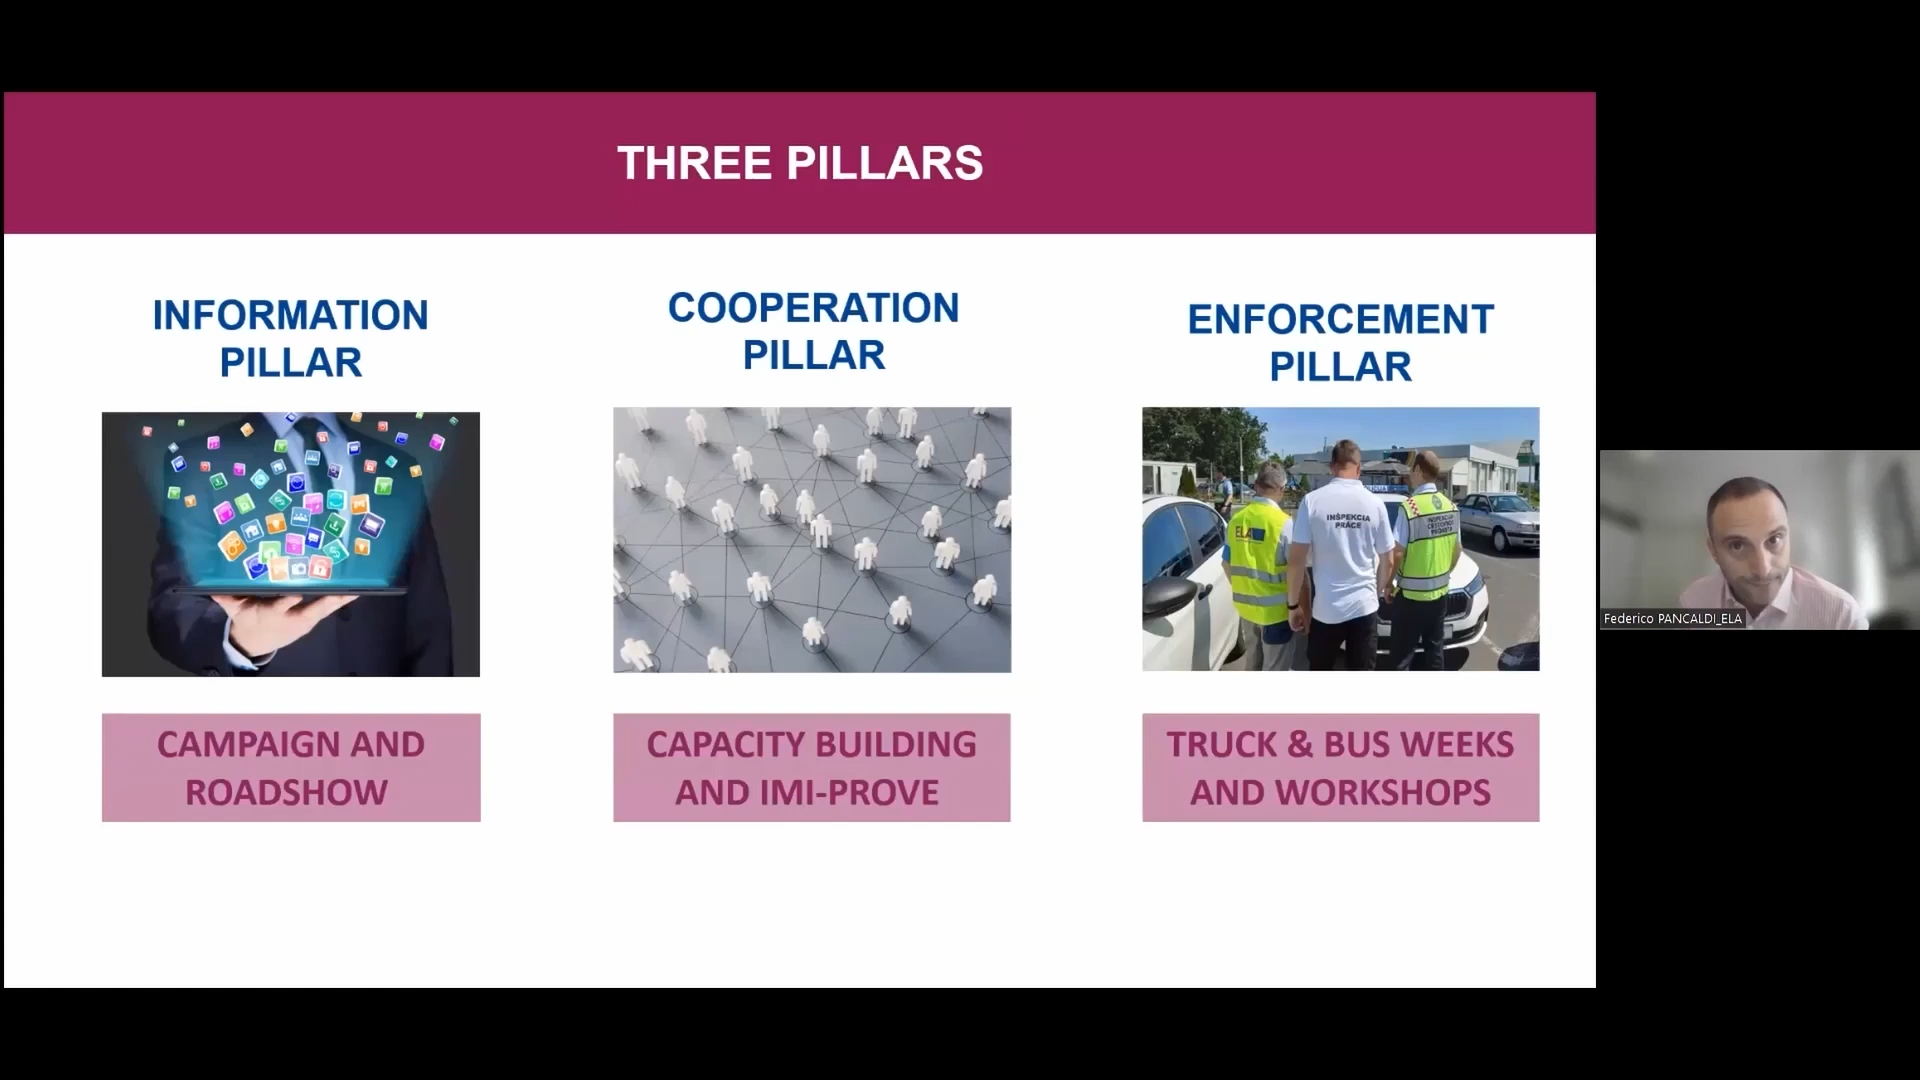 THREE PILLARS
INFORMATION
PILLAR
CAMPAIGN AND
ROADSHOW
COOPERATION
PILLAR
CAPACITY BUILDING
AND IMI-PROVE
ENFORCEMENT
PILLAR
ELA
INŠPEKCIA
PRÁCE
TRUCK & BUS WEEKS
AND WORKSHOPS
Federico PANCALDI_ELA